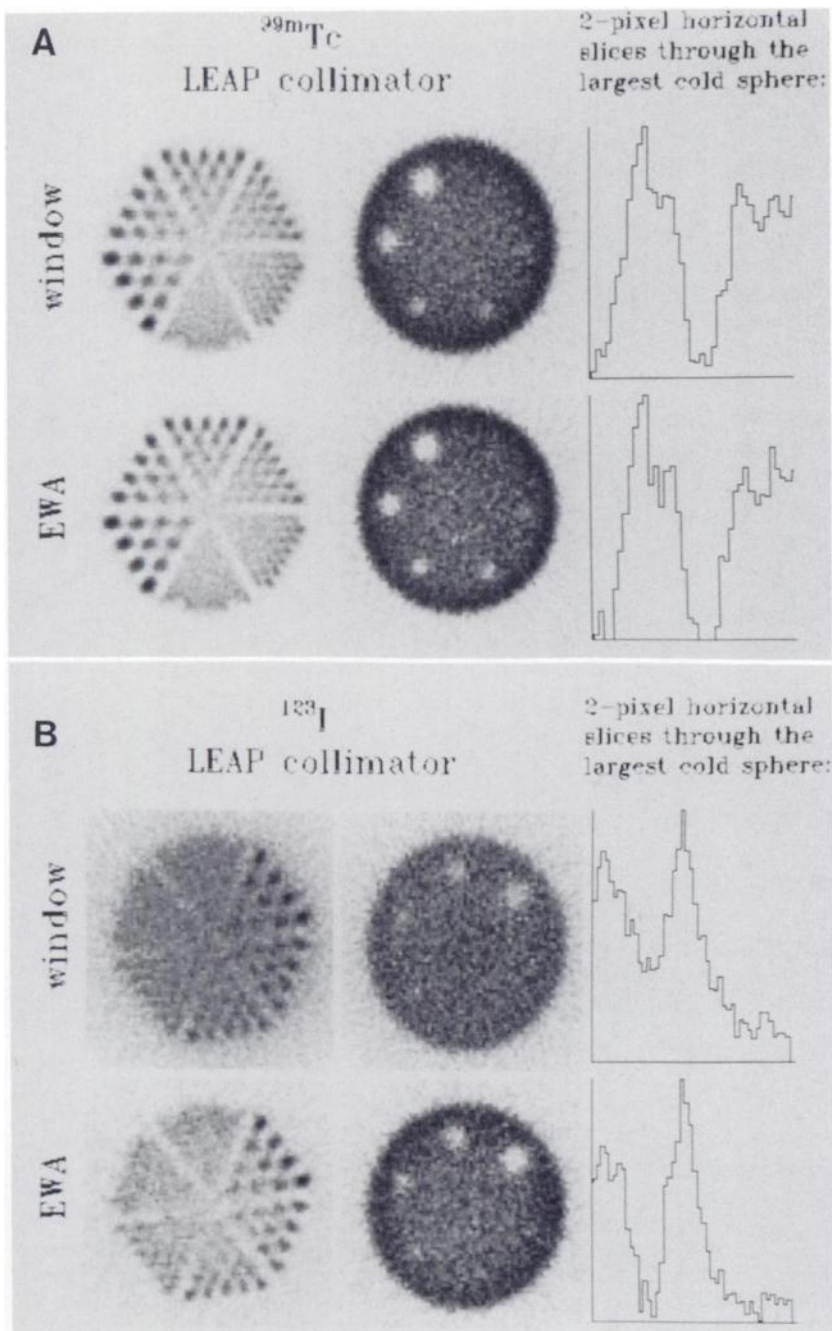 A
99mTc
LEAP collimator
2-pixel horizontal
slices through the
largest cold sphere:
window
EWA
B
123I
LEAP collimator
2-pixel horizontal
slices through the
largest cold sphere:
window
EWA